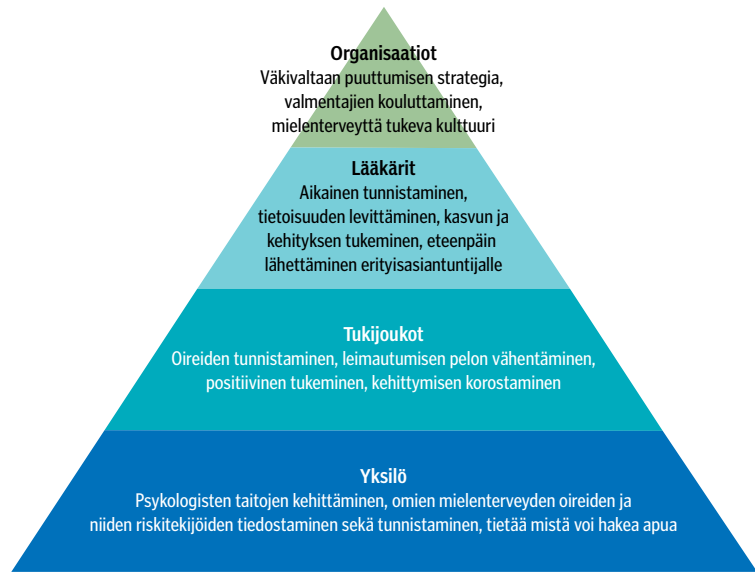 Organisaatiot
Väkivaltaan puuttumisen strategia,
valmentajien kouluttaminen,
mielenterveyttä tukeva kulttuuri
Lääkärit
Aikainen tunnistaminen,
tietoisuuden levittäminen, kasvun ja
kehityksen tukeminen, eteenpäin
lähettäminen erityisasiantuntijalle
Tukijoukot
Oireiden tunnistaminen, leimautumisen pelon vähentäminen,
positiivinen tukeminen, kehittymisen korostaminen
Yksilö
Psykologisten taitojen kehittäminen, omien mielenterveyden oireiden ja
niiden riskitekijöiden tiedostaminen sekä tunnistaminen, tietää mistä voi hakea apua